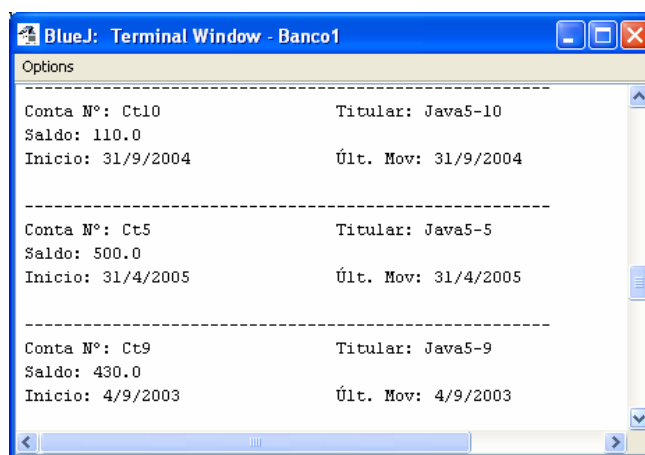 BlueJ: Terminal Window - Banco1
Options
------------------------------------------------------
Conta Nº: Ct10 Titular: Java5-10
Saldo: 110.0
Inicio: 31/9/2004 Últ. Mov: 31/9/2004
------------------------------------------------------
Conta Nº: Ct5 Titular: Java5-5
Saldo: 500.0
Inicio: 31/4/2005 Últ. Mov: 31/4/2005
------------------------------------------------------
Conta Nº: Ct9 Titular: Java5-9
Saldo: 430.0
Inicio: 4/9/2003 Últ. Mov: 4/9/2003